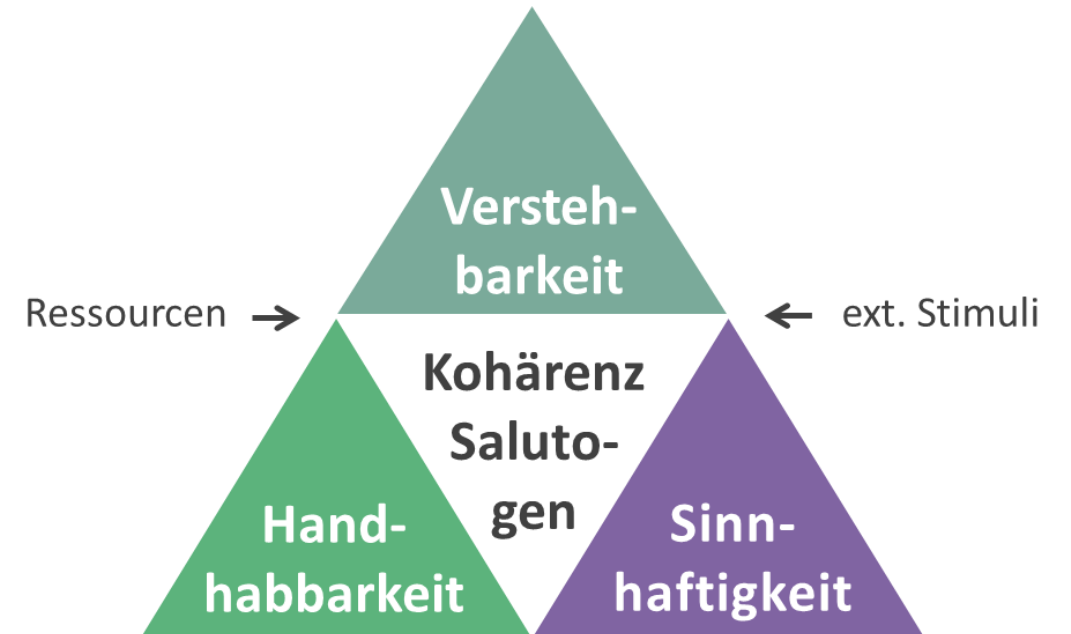 Versteh-
barkeit
Ressourcen →
← ext. Stimuli
Kohärenz
Saluto-
gen
Hand-
habbarkeit
Sinn-
haftigkeit